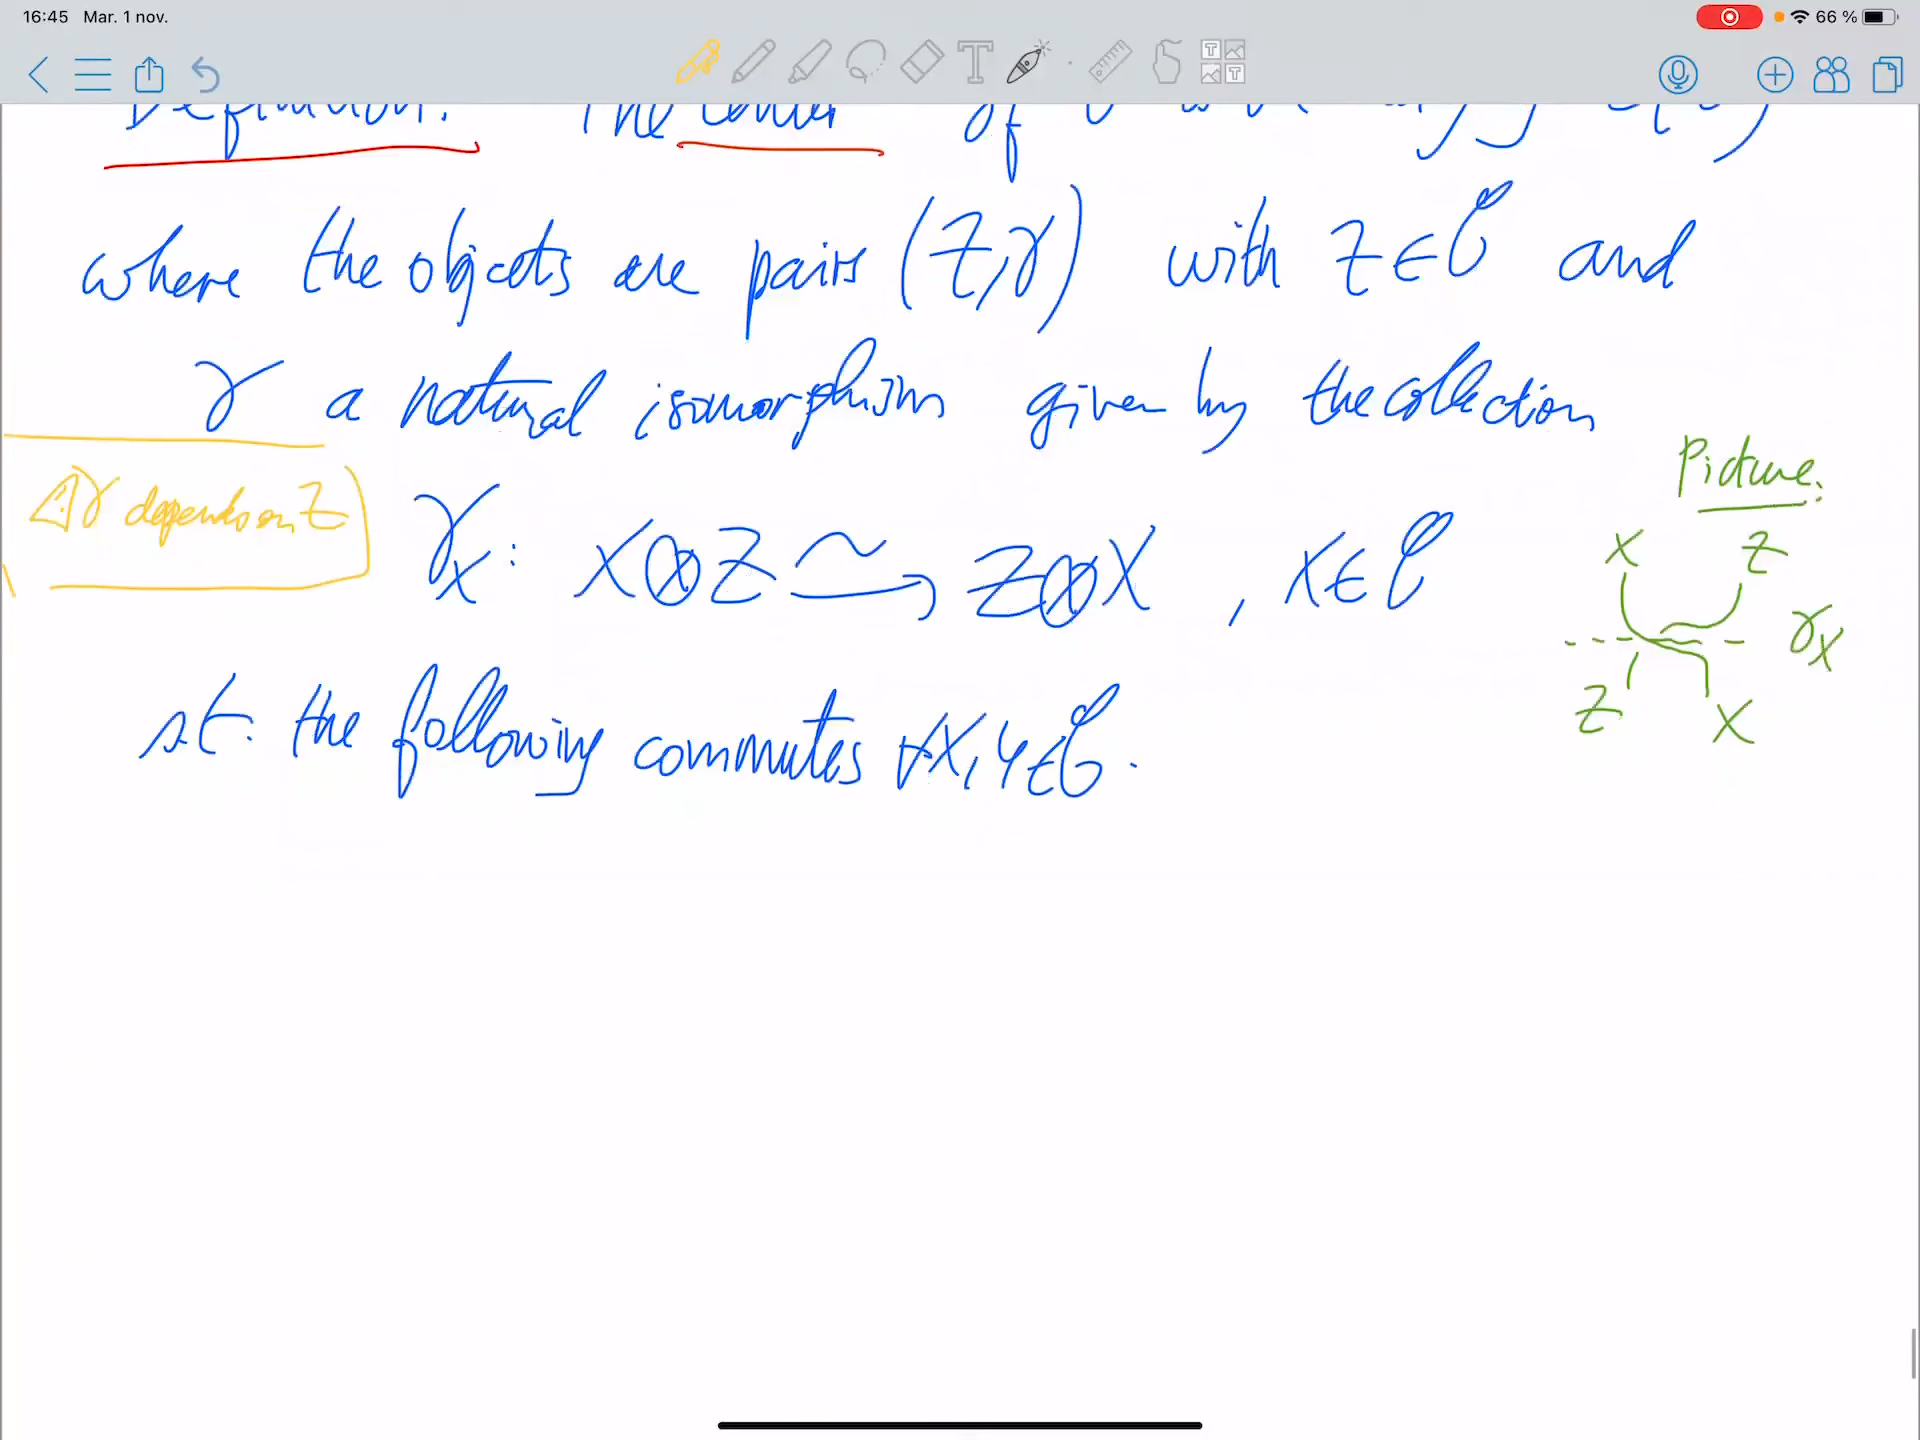 16:45 Mar. 1 nov. 66 %
Definition: The center of
where the objects are pairs (Z,γ) with Z∈𝒞 and
γ a natural isomorphism given by the collection
⚠ γ depends on Z
γ_X : X⊗Z ⥲ Z⊗X , X∈𝒞
Picture:
X Z
γ_X
Z X
s.t. the following commutes ∀X,Y∈𝒞.